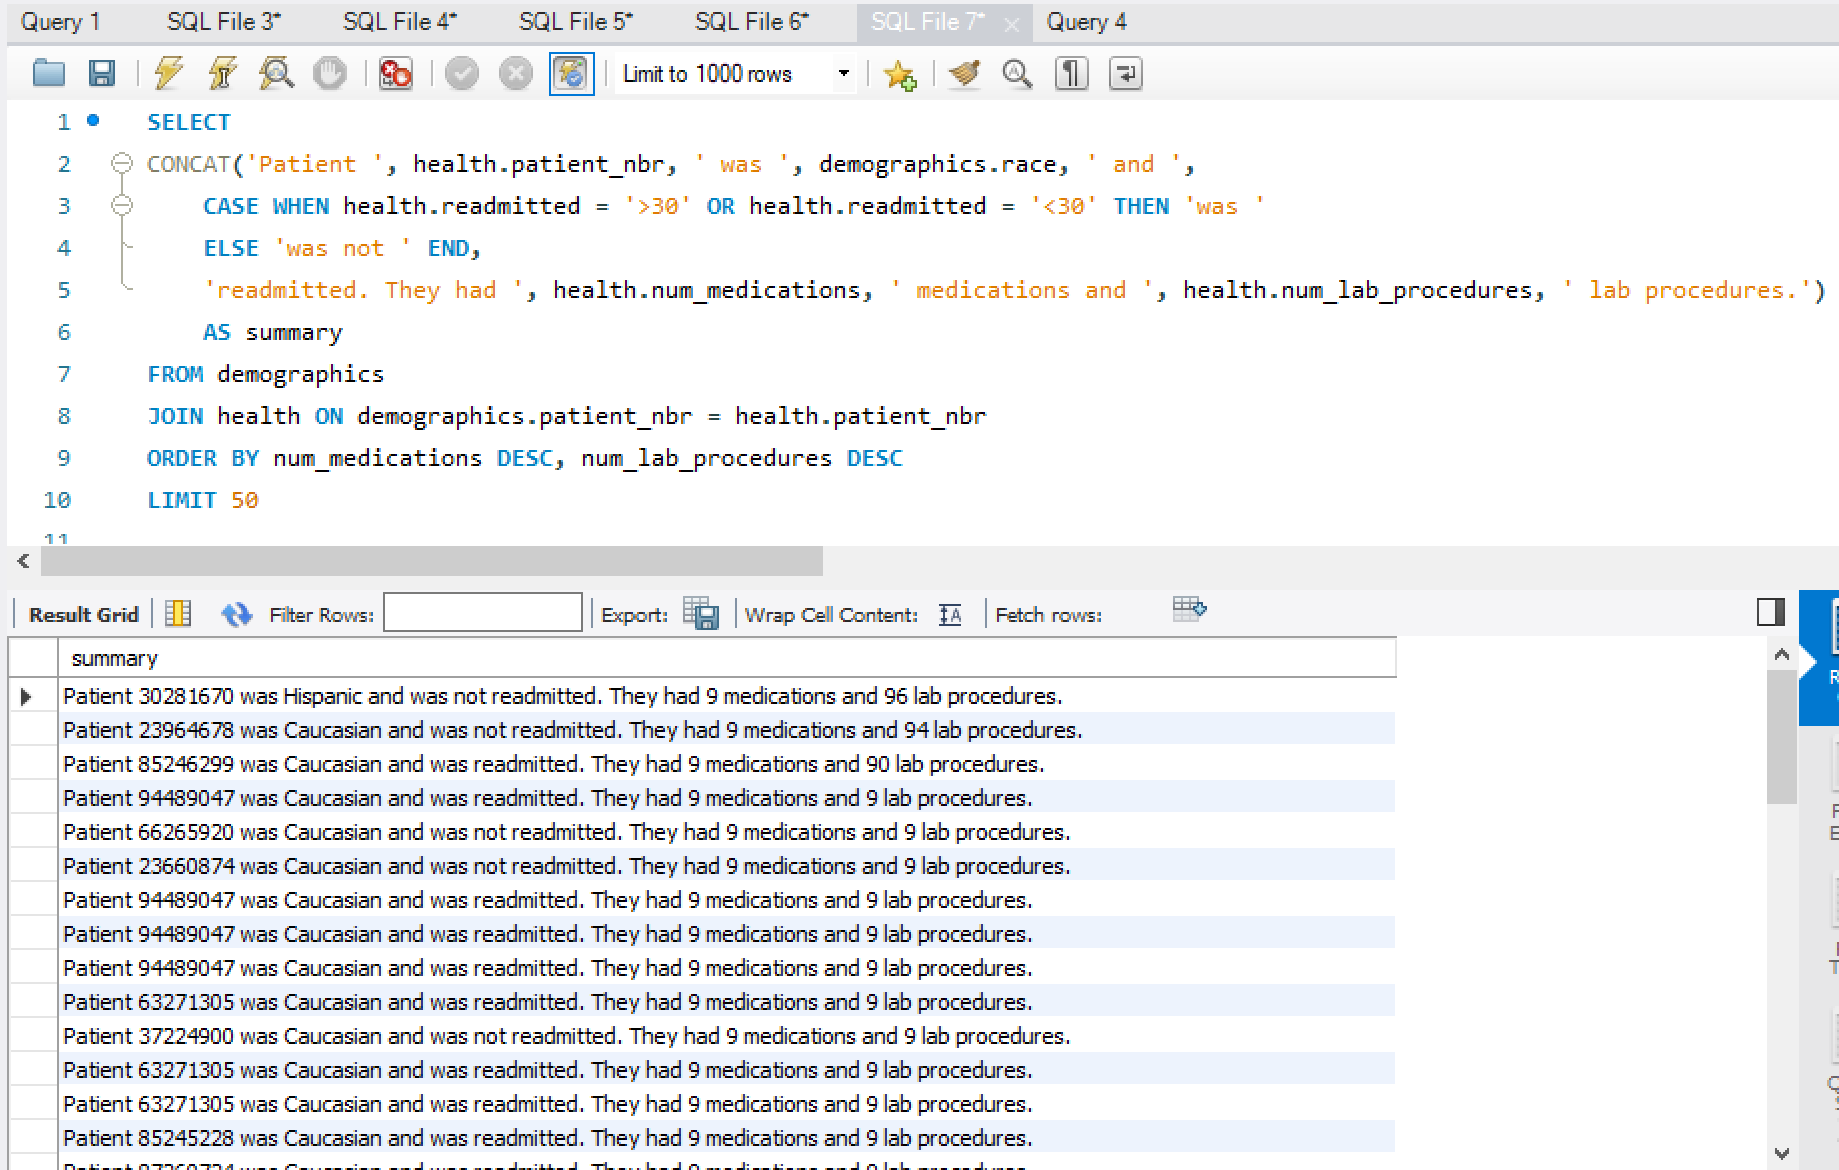 Query 1 SQL File 3* SQL File 4* SQL File 5* SQL File 6* SQL File 7* Query 4
Limit to 1000 rows
1 SELECT
2 CONCAT('Patient ', health.patient_nbr, ' was ', demographics.race, ' and ',
3 CASE WHEN health.readmitted = '>30' OR health.readmitted = '<30' THEN 'was '
4 ELSE 'was not ' END,
5 'readmitted. They had ', health.num_medications, ' medications and ', health.num_lab_procedures, ' lab procedures.')
6 AS summary
7 FROM demographics
8 JOIN health ON demographics.patient_nbr = health.patient_nbr
9 ORDER BY num_medications DESC, num_lab_procedures DESC
10 LIMIT 50
11
Result Grid Filter Rows: Export: Wrap Cell Content: Fetch rows:
summary
Patient 30281670 was Hispanic and was not readmitted. They had 9 medications and 96 lab procedures.
Patient 23964678 was Caucasian and was not readmitted. They had 9 medications and 94 lab procedures.
Patient 85246299 was Caucasian and was readmitted. They had 9 medications and 90 lab procedures.
Patient 94489047 was Caucasian and was readmitted. They had 9 medications and 9 lab procedures.
Patient 66265920 was Caucasian and was not readmitted. They had 9 medications and 9 lab procedures.
Patient 23660874 was Caucasian and was not readmitted. They had 9 medications and 9 lab procedures.
Patient 94489047 was Caucasian and was readmitted. They had 9 medications and 9 lab procedures.
Patient 94489047 was Caucasian and was readmitted. They had 9 medications and 9 lab procedures.
Patient 94489047 was Caucasian and was readmitted. They had 9 medications and 9 lab procedures.
Patient 63271305 was Caucasian and was readmitted. They had 9 medications and 9 lab procedures.
Patient 37224900 was Caucasian and was not readmitted. They had 9 medications and 9 lab procedures.
Patient 63271305 was Caucasian and was readmitted. They had 9 medications and 9 lab procedures.
Patient 63271305 was Caucasian and was readmitted. They had 9 medications and 9 lab procedures.
Patient 85245228 was Caucasian and was readmitted. They had 9 medications and 9 lab procedures.